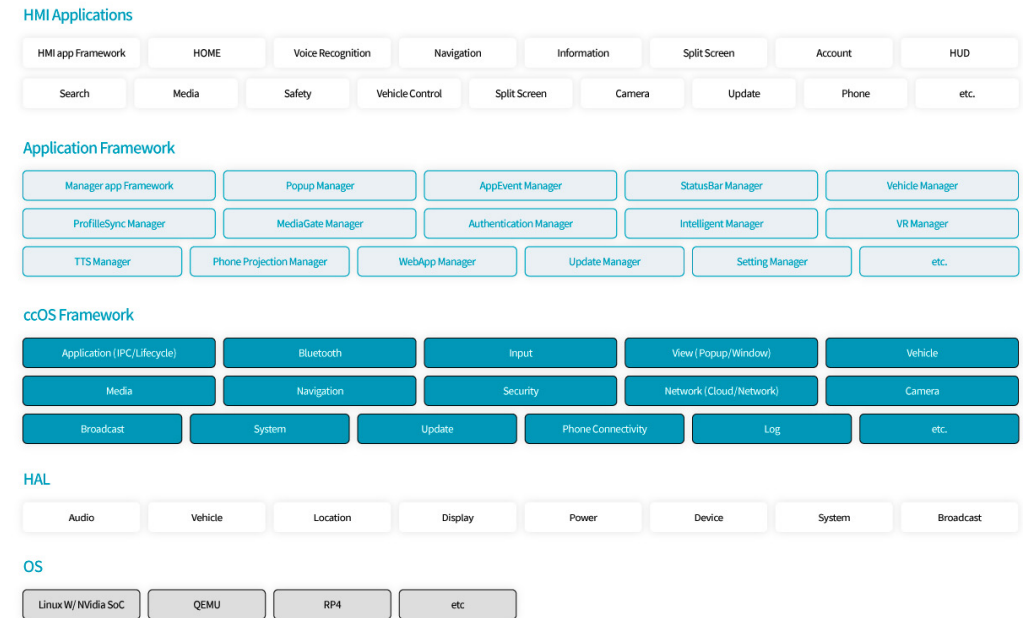 HMI Applications
HMI app Framework HOME Voice Recognition Navigation Information Split Screen Account HUD
Search Media Safety Vehicle Control Split Screen Camera Update Phone etc.
Application Framework
Manager app Framework Popup Manager AppEvent Manager StatusBar Manager Vehicle Manager
ProfilleSync Manager MediaGate Manager Authentication Manager Intelligent Manager VR Manager
TTS Manager Phone Projection Manager WebApp Manager Update Manager Setting Manager etc.
ccOS Framework
Application (IPC/Lifecycle) Bluetooth Input View (Popup/Window) Vehicle
Media Navigation Security Network (Cloud/Network) Camera
Broadcast System Update Phone Connectivity Log etc.
HAL
Audio Vehicle Location Display Power Device System Broadcast
OS
Linux W/ NVidia SoC QEMU RP4 etc